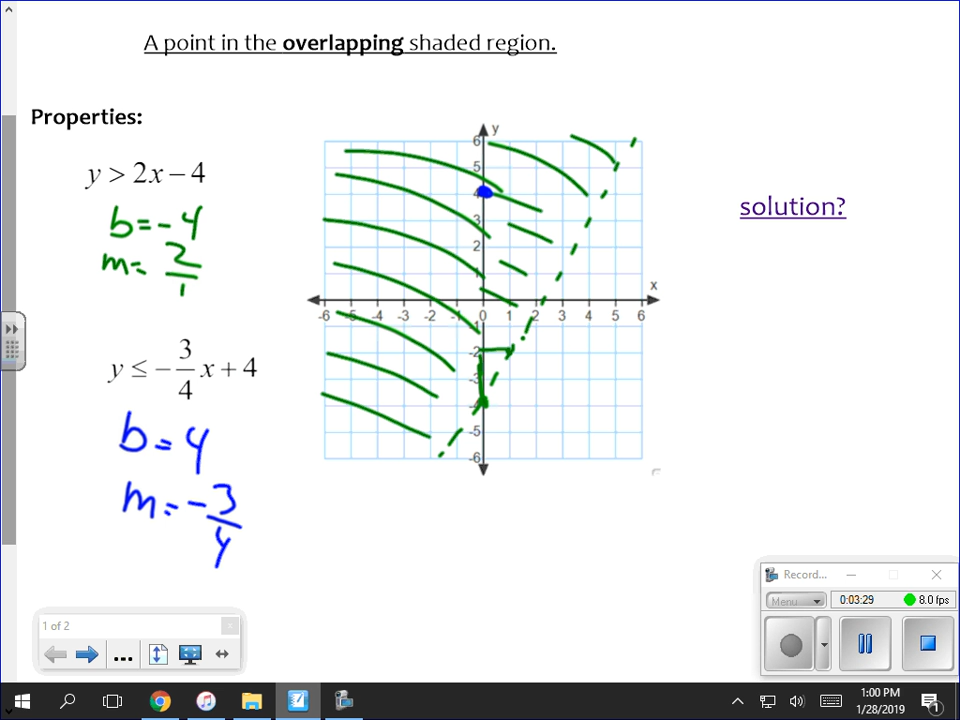 A point in the overlapping shaded region.
Properties:
y > 2x − 4
b = - 4
m = 2/1
y ≤ −3/4 x + 4
b = 4
m = -3/4
solution?
y
6
5
4
3
2
1
x
-6 -5 -4 -3 -2 -1 0 1 2 3 4 5 6
-1
-2
-3
-4
-5
-6
Record...
Menu
0:03:29
8.0 fps
1 of 2
...
1:00 PM
1/28/2019
1